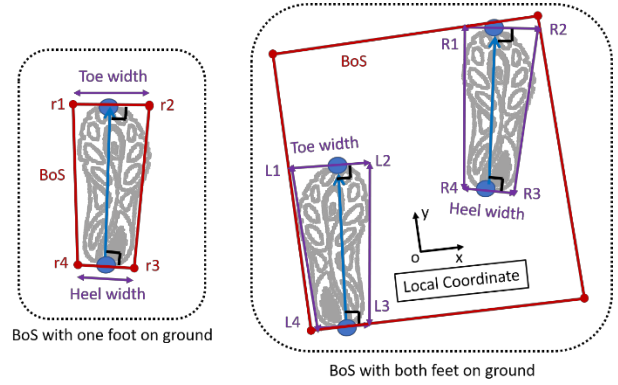 Toe width
r1
r2
BoS
r4
r3
Heel width
BoS with one foot on ground
R1
R2
BoS
Toe width
L1
L2
R4
R3
Heel width
y
o
x
Local Coordinate
L4
L3
BoS with both feet on ground